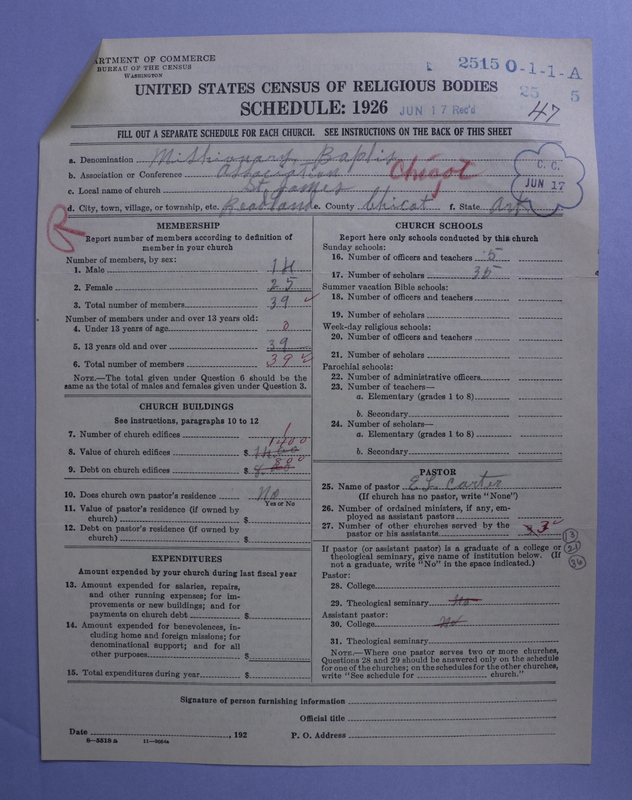 ARTMENT OF COMMERCE
BUREAU OF THE CENSUS
WASHINGTON
2515 0-1-1-A
UNITED STATES CENSUS OF RELIGIOUS BODIES
25 5
SCHEDULE: 1926 JUN 17 Rec'd 47
FILL OUT A SEPARATE SCHEDULE FOR EACH CHURCH. SEE INSTRUCTIONS ON THE BACK OF THIS SHEET
a. Denomination Missionary Baptis
b. Association or Conference Association Chicot
C. C.
JUN 17
c. Local name of church St. James
d. City, town, village, or township, etc. Readland e. County Chicot f. State Ark
MEMBERSHIP
Report number of members according to definition of
member in your church
Number of members, by sex:
1. Male 14
2. Female 25
3. Total number of members 39
Number of members under and over 13 years old:
4. Under 13 years of age 0
5. 13 years old and over 39
6. Total number of members 39
NOTE.—The total given under Question 6 should be the
same as the total of males and females given under Question 3.
CHURCH BUILDINGS
See instructions, paragraphs 10 to 12
7. Number of church edifices 1
1400
8. Value of church edifices $
800
9. Debt on church edifices $
10. Does church own pastor's residence No
Yes or No
11. Value of pastor's residence (if owned by
church) $
12. Debt on pastor's residence (if owned by
church) $
EXPENDITURES
Amount expended by your church during last fiscal year
13. Amount expended for salaries, repairs,
and other running expenses; for im-
provements or new buildings; and for
payments on church debt $
14. Amount expended for benevolences, in-
cluding home and foreign missions; for
denominational support; and for all
other purposes $
15. Total expenditures during year $
CHURCH SCHOOLS
Report here only schools conducted by this church
Sunday schools:
16. Number of officers and teachers 5
17. Number of scholars 35
Summer vacation Bible schools:
18. Number of officers and teachers
19. Number of scholars
Week-day religious schools:
20. Number of officers and teachers
21. Number of scholars
Parochial schools:
22. Number of administrative officers
23. Number of teachers—
a. Elementary (grades 1 to 8)
b. Secondary
24. Number of scholars—
a. Elementary (grades 1 to 8)
b. Secondary
PASTOR
25. Name of pastor E L Carter
(If church has no pastor, write "None")
26. Number of ordained ministers, if any, em-
ployed as assistant pastors
27. Number of other churches served by the
pastor or his assistants 3 3
13
21
36
If pastor (or assistant pastor) is a graduate of a college or
theological seminary, give name of institution below. (If
not a graduate, write "No" in the space indicated.)
Pastor:
28. College
29. Theological seminary No
Assistant pastor:
30. College No
31. Theological seminary
NOTE.—Where one pastor serves two or more churches,
Questions 28 and 29 should be answered only on the schedule
for one of the churches; on the schedules for the other churches,
write "See schedule for church."
Signature of person furnishing information
Official title
Date , 192 P. O. Address
8—5518a